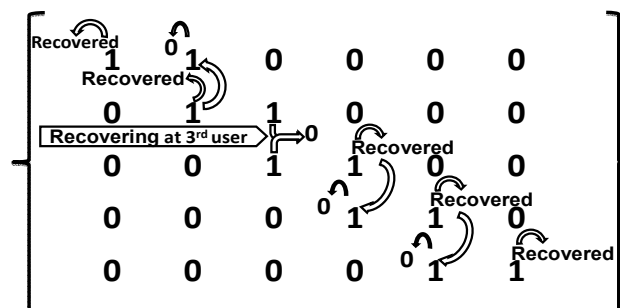 Recovered 0
1 1 0 0 0 0
Recovered
0 1 1 0 0 0
Recovering at 3rd user 0
Recovered
0 0 1 1 0 0
0 Recovered
0 0 0 1 1 0
0 Recovered
0 0 0 0 1 1